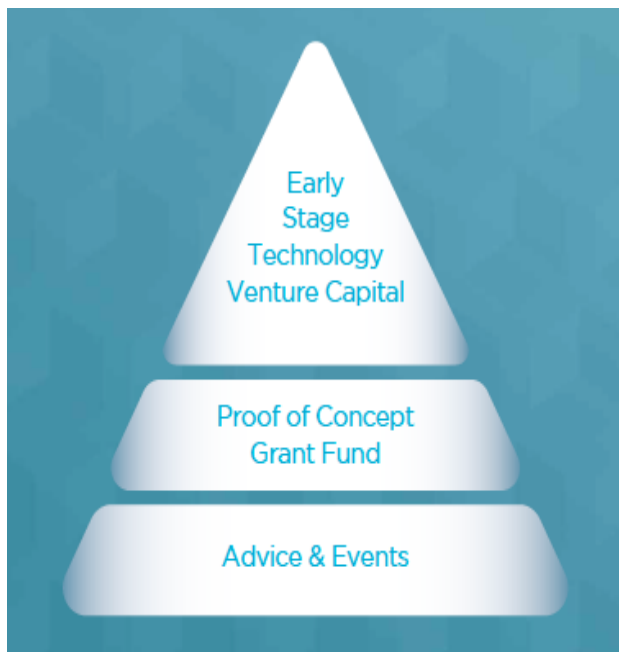 Early
Stage
Technology
Venture Capital
Proof of Concept
Grant Fund
Advice & Events